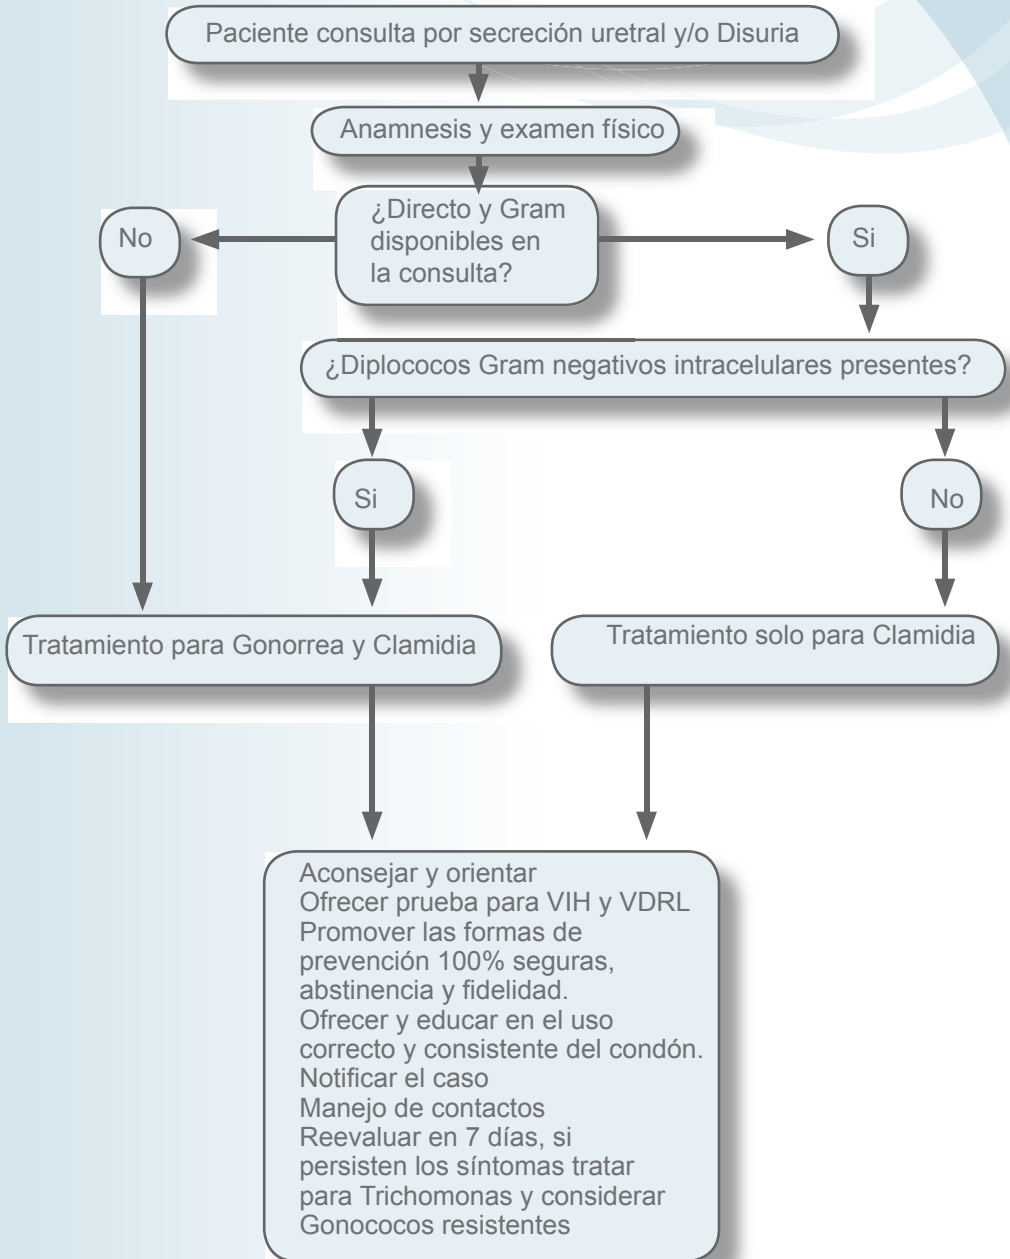 Paciente consulta por secreción uretral y/o Disuria
Anamnesis y examen físico
¿Directo y Gram
disponibles en
la consulta?
No
Si
¿Diplococos Gram negativos intracelulares presentes?
Si
No
Tratamiento para Gonorrea y Clamidia
Tratamiento solo para Clamidia
Aconsejar y orientar
Ofrecer prueba para VIH y VDRL
Promover las formas de
prevención 100% seguras,
abstinencia y fidelidad.
Ofrecer y educar en el uso
correcto y consistente del condón.
Notificar el caso
Manejo de contactos
Reevaluar en 7 días, si
persisten los síntomas tratar
para Trichomonas y considerar
Gonococos resistentes